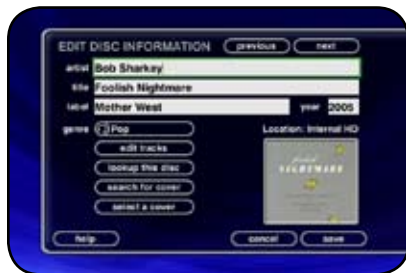 EDIT DISC INFORMATION previous next
artist Bob Sharkey
title Foolish Nightmare
label Mother West year 2005
genre Pop
Location: Internal HD
edit tracks
lookup this disc
search for cover
select a cover
NIGHTMARE
help cancel save